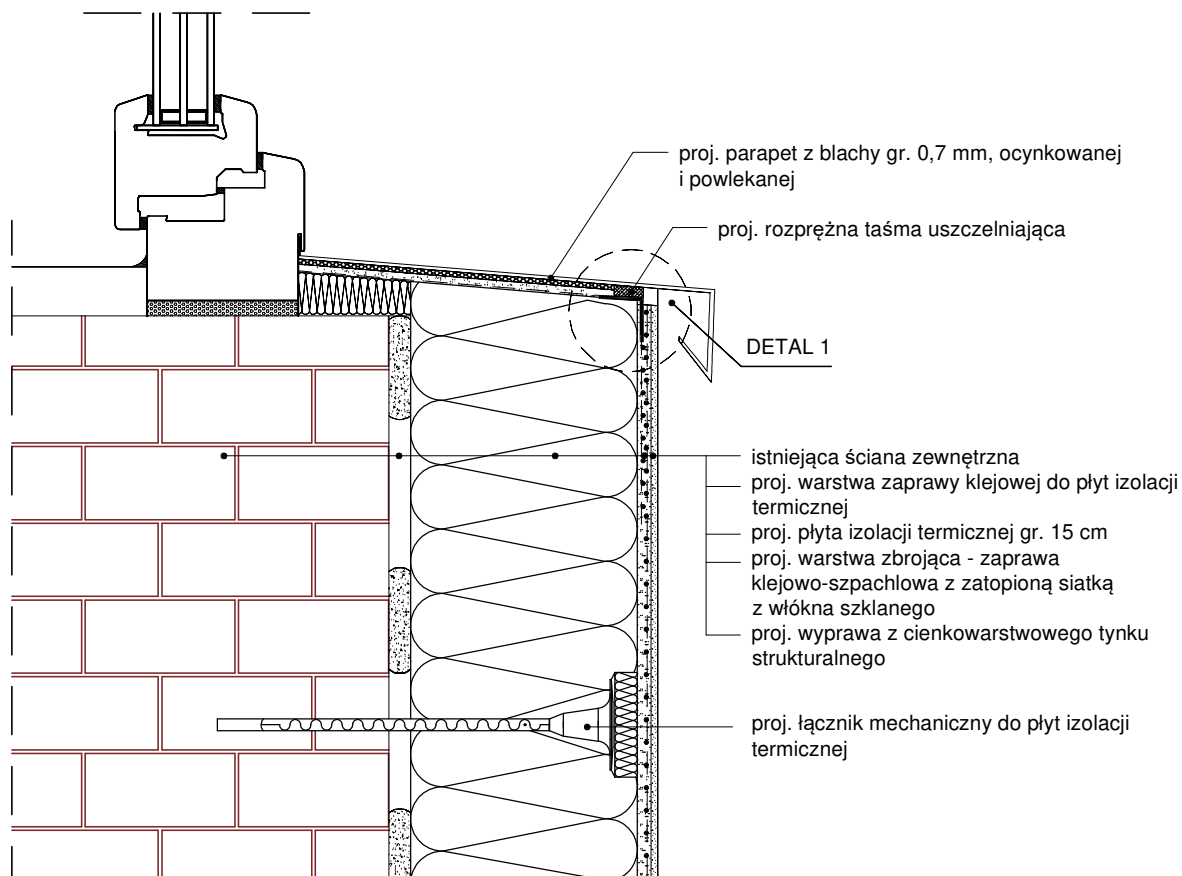 proj. parapet z blachy gr. 0,7 mm, ocynkowanej
i powlekanej
proj. rozprężna taśma uszczelniająca
DETAL 1
istniejąca ściana zewnętrzna
proj. warstwa zaprawy klejowej do płyt izolacji
termicznej
proj. płyta izolacji termicznej gr. 15 cm
proj. warstwa zbrojąca - zaprawa
klejowo-szpachlowa z zatopioną siatką
z włókna szklanego
proj. wyprawa z cienkowarstwowego tynku
strukturalnego
proj. łącznik mechaniczny do płyt izolacji
termicznej